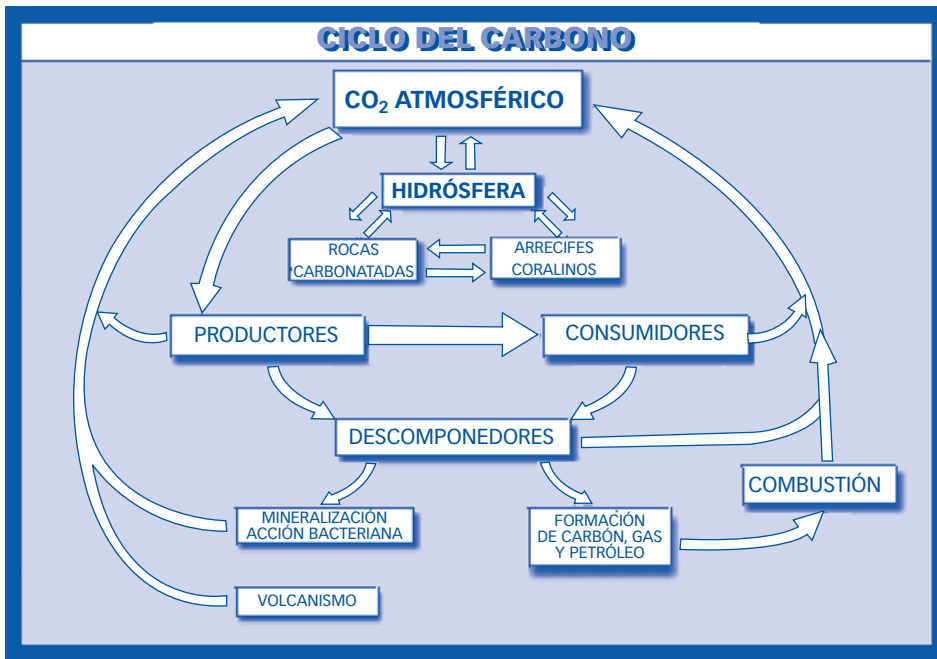 CICLO DEL CARBONO
CO₂ ATMOSFÉRICO
HIDRÓSFERA
ROCAS
CARBONATADAS
ARRECIFES
CORALINOS
PRODUCTORES
CONSUMIDORES
DESCOMPONEDORES
COMBUSTIÓN
MINERALIZACIÓN
ACCIÓN BACTERIANA
FORMACIÓN
DE CARBÓN, GAS
Y PETRÓLEO
VOLCANISMO